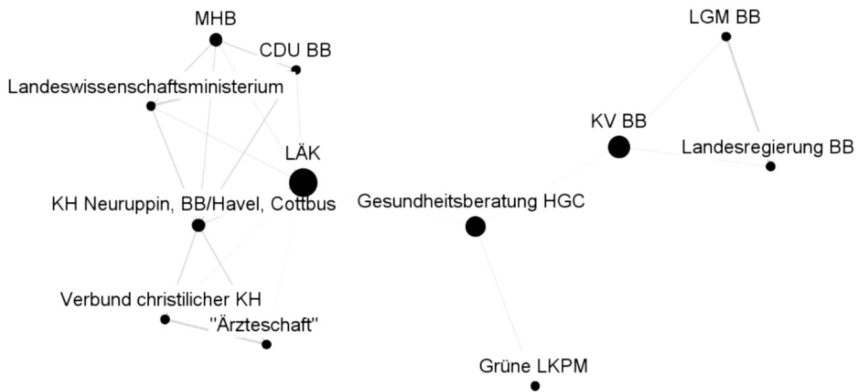 MHB
LGM BB
CDU BB
Landeswissenschaftsministerium
KV BB
Landesregierung BB
LÄK
KH Neuruppin, BB/Havel, Cottbus
Gesundheitsberatung HGC
Verbund christilicher KH
"Ärzteschaft"
Grüne LKPM